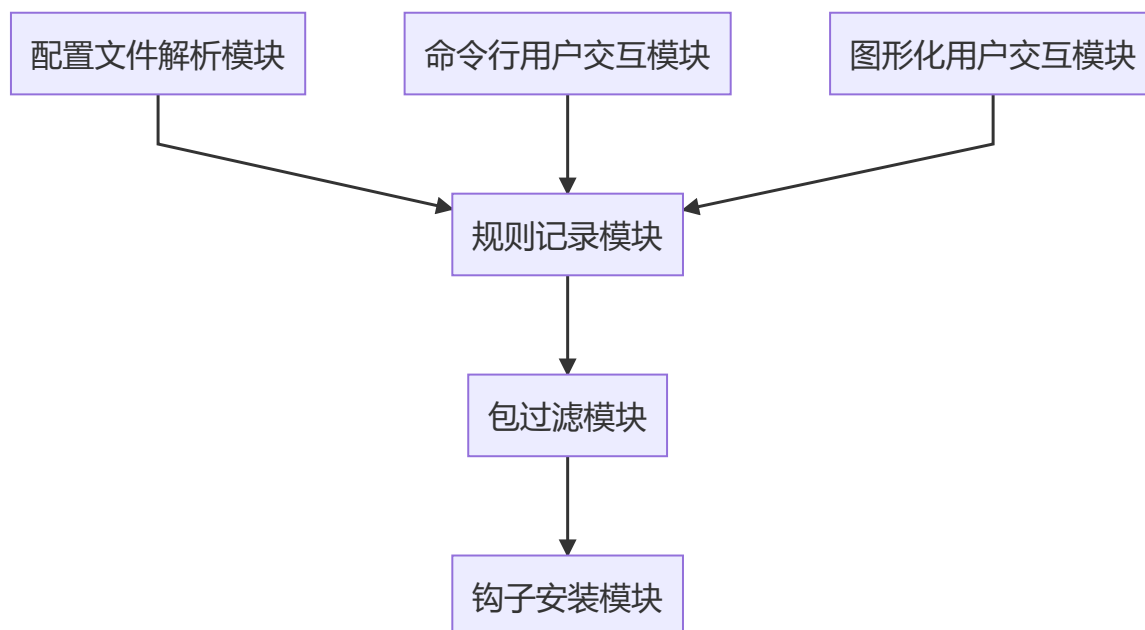 配置文件解析模块
命令行用户交互模块
图形化用户交互模块
规则记录模块
包过滤模块
钩子安装模块